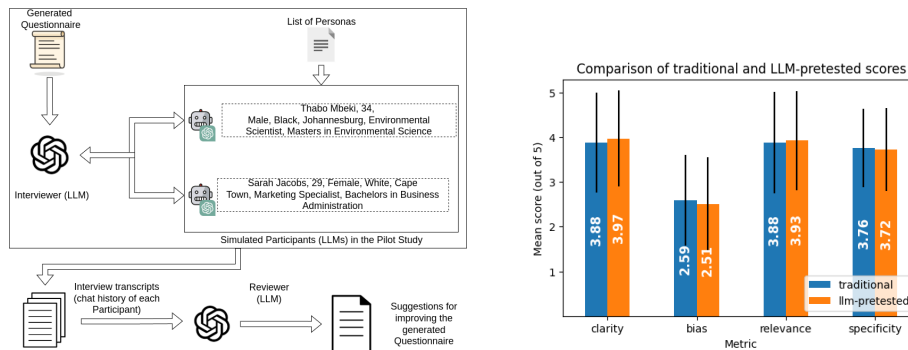 Generated
Questionnaire
List of Personas
Thabo Mbeki, 34,
Male, Black, Johannesburg, Environmental
Scientist, Masters in Environmental Science
Interviewer (LLM)
Sarah Jacobs, 29, Female, White, Cape
Town, Marketing Specialist, Bachelors in Business
Administration
Simulated Participants (LLMs) in the Pilot Study
Interview transcripts
(chat history of each
Participant)
Reviewer
(LLM)
Suggestions for
improving the
generated
Questionnaire
Comparison of traditional and LLM-pretested scores
Mean score (out of 5)
5
4
3
2
1
3.88
3.97
2.59
2.51
3.88
3.93
3.76
3.72
traditional
llm-pretested
clarity
bias
relevance
specificity
Metric